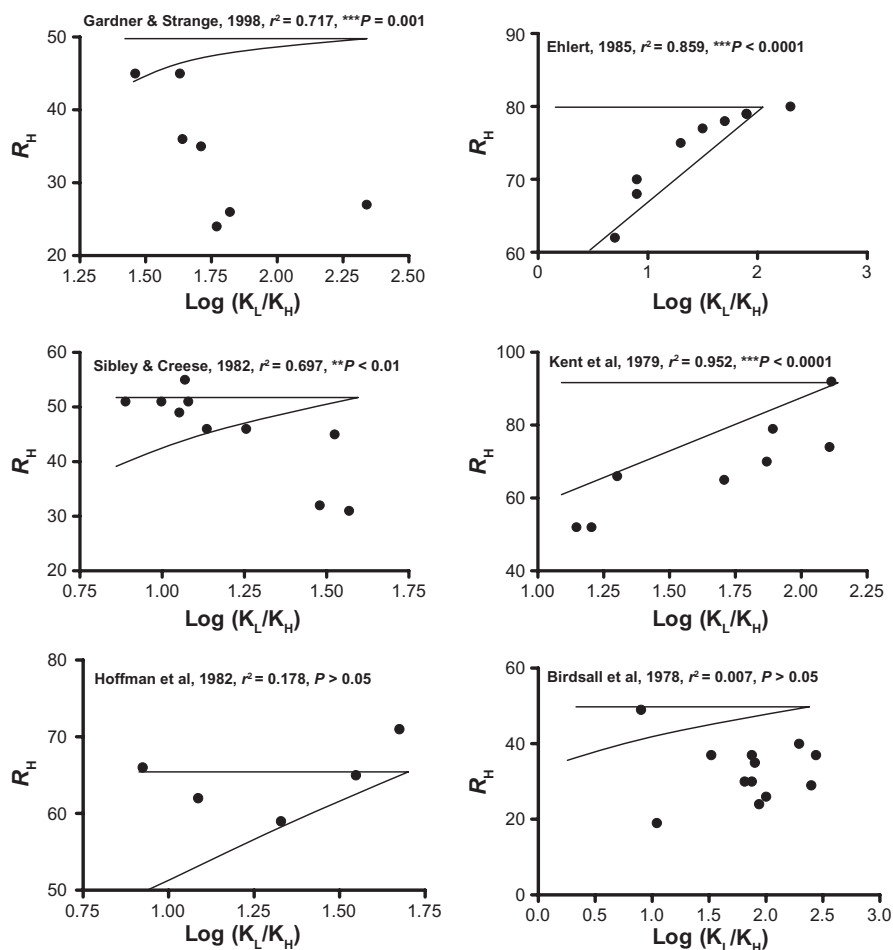 Gardner & Strange, 1998, r² = 0.717, ***P = 0.001
50
40
30
20
R_H
1.25 1.50 1.75 2.00 2.25 2.50
Log (K_L/K_H)
Ehlert, 1985, r² = 0.859, ***P < 0.0001
90
80
70
60
R_H
0 1 2 3
Log (K_L/K_H)
Sibley & Creese, 1982, r² = 0.697, **P < 0.01
60
50
40
30
20
R_H
0.75 1.00 1.25 1.50 1.75
Log (K_L/K_H)
Kent et al, 1979, r² = 0.952, ***P < 0.0001
100
80
60
40
R_H
1.00 1.25 1.50 1.75 2.00 2.25
Log (K_L/K_H)
Hoffman et al, 1982, r² = 0.178, P > 0.05
80
70
60
50
R_H
0.75 1.00 1.25 1.50 1.75
Log (K_L/K_H)
Birdsall et al, 1978, r² = 0.007, P > 0.05
60
40
20
0
R_H
0.0 0.5 1.0 1.5 2.0 2.5 3.0
Log (K_L/K_H)